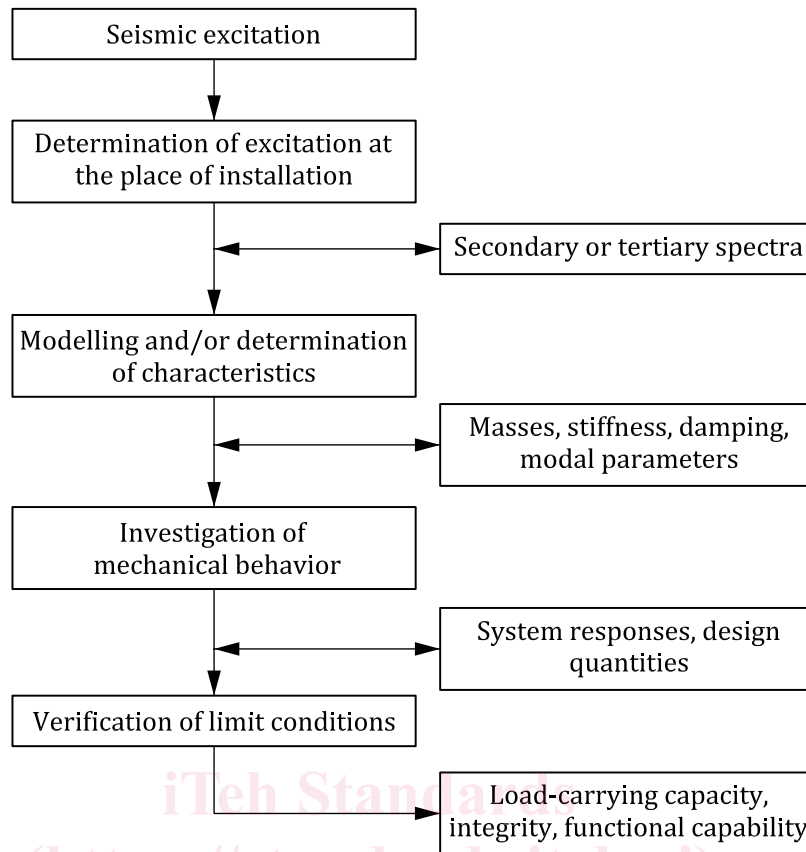 Seismic excitation
Determination of excitation at
the place of installation
Secondary or tertiary spectra
Modelling and/or determination
of characteristics
Masses, stiffness, damping,
modal parameters
Investigation of
mechanical behavior
System responses, design
quantities
Verification of limit conditions
iTeh Standards
Load-carrying capacity,
integrity, functional capability